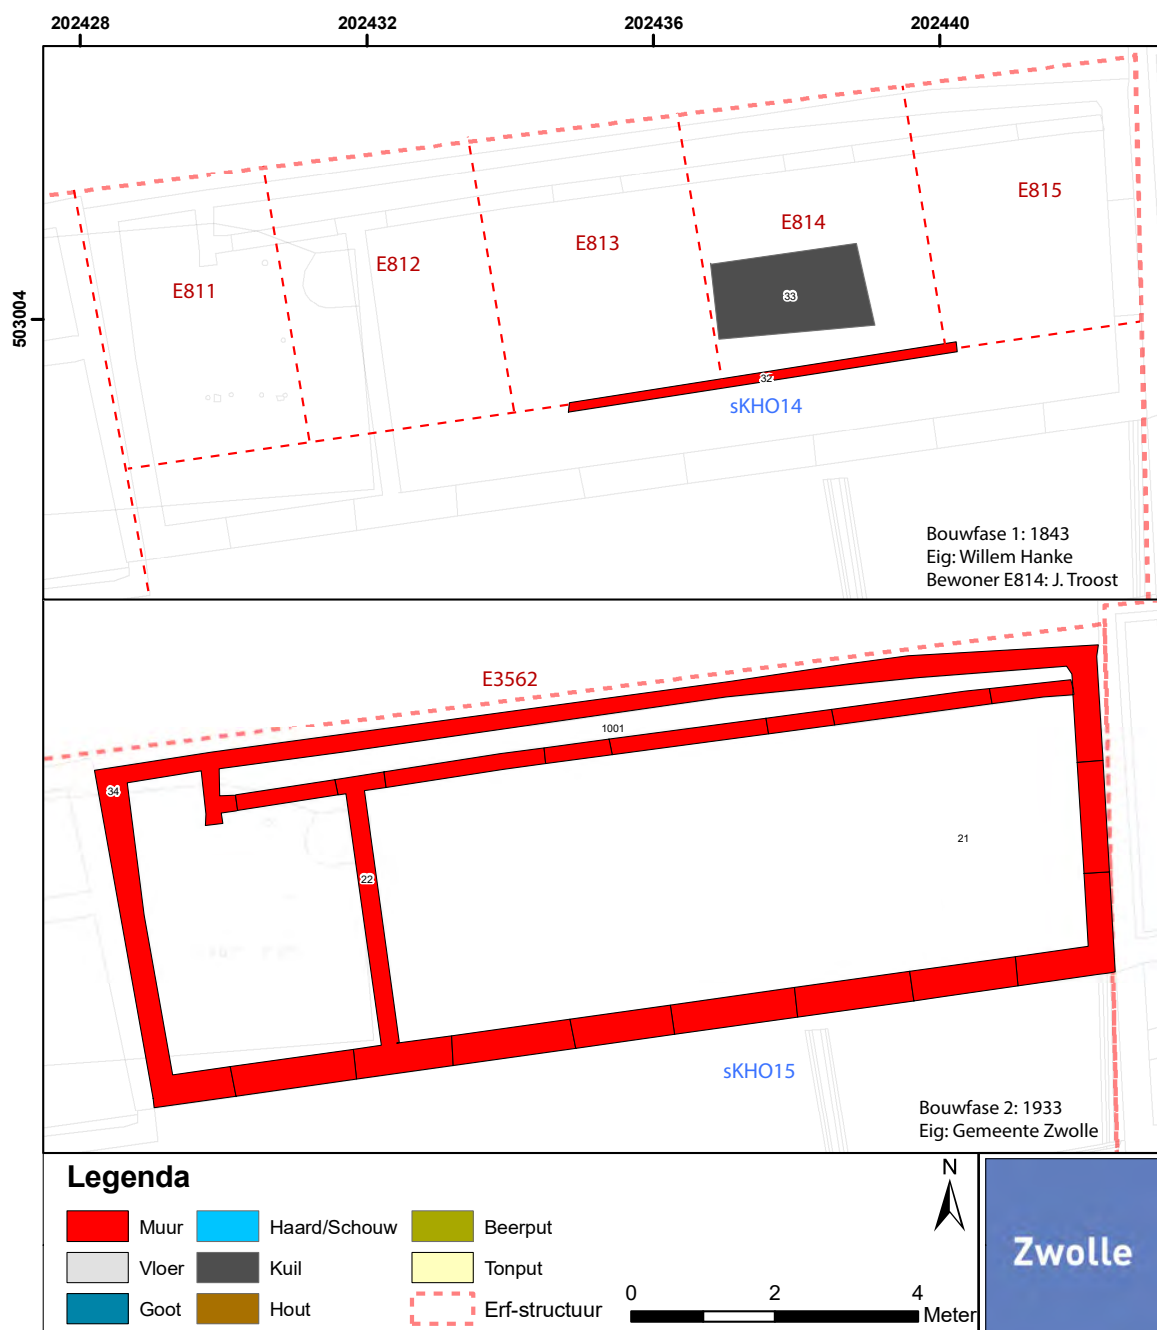 202428 202432 202436 202440
503004
E815
E814
E813
E812
E811
33
32
sKHO14
Bouwfase 1: 1843
Eig: Willem Hanke
Bewoner E814: J. Troost
E3562
1001
34
21
22
sKHO15
Bouwfase 2: 1933
Eig: Gemeente Zwolle
Legenda
N
Muur Haard/Schouw Beerput
Vloer Kuil Tonput
Goot Hout Erf-structuur
0 2 4
Meter
Zwolle